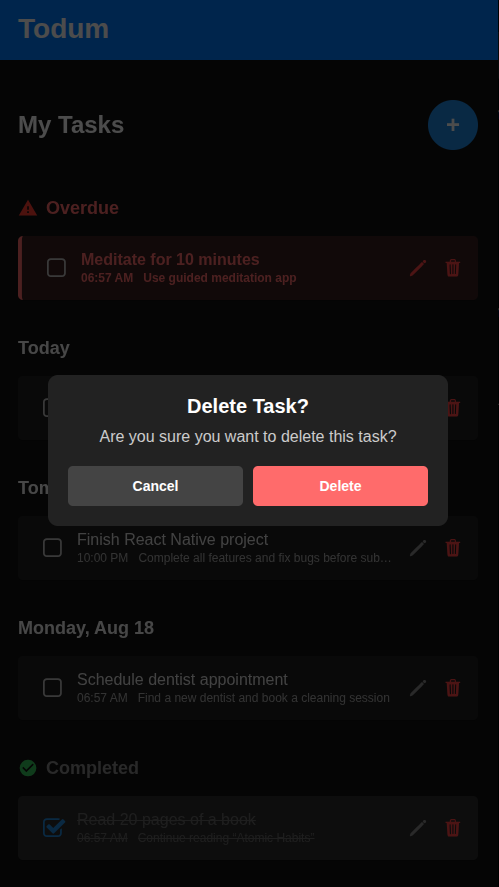 Todum
My Tasks
+
Overdue
Meditate for 10 minutes
06:57 AM Use guided meditation app
Today
Delete Task?
Are you sure you want to delete this task?
Cancel
Delete
Finish React Native project
10:00 PM Complete all features and fix bugs before sub…
Monday, Aug 18
Schedule dentist appointment
06:57 AM Find a new dentist and book a cleaning session
Completed
Read 20 pages of a book
06:57 AM Continue reading "Atomic Habits"